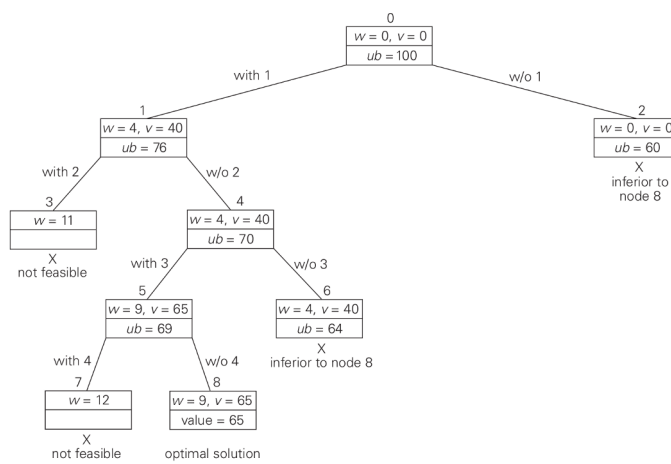 0
w = 0, v = 0
ub = 100
with 1
w/o 1
1
w = 4, v = 40
ub = 76
2
w = 0, v = 0
ub = 60
X
inferior to
node 8
with 2
w/o 2
3
w = 11
X
not feasible
4
w = 4, v = 40
ub = 70
with 3
w/o 3
5
w = 9, v = 65
ub = 69
6
w = 4, v = 40
ub = 64
X
inferior to node 8
with 4
w/o 4
7
w = 12
X
not feasible
8
w = 9, v = 65
value = 65
optimal solution